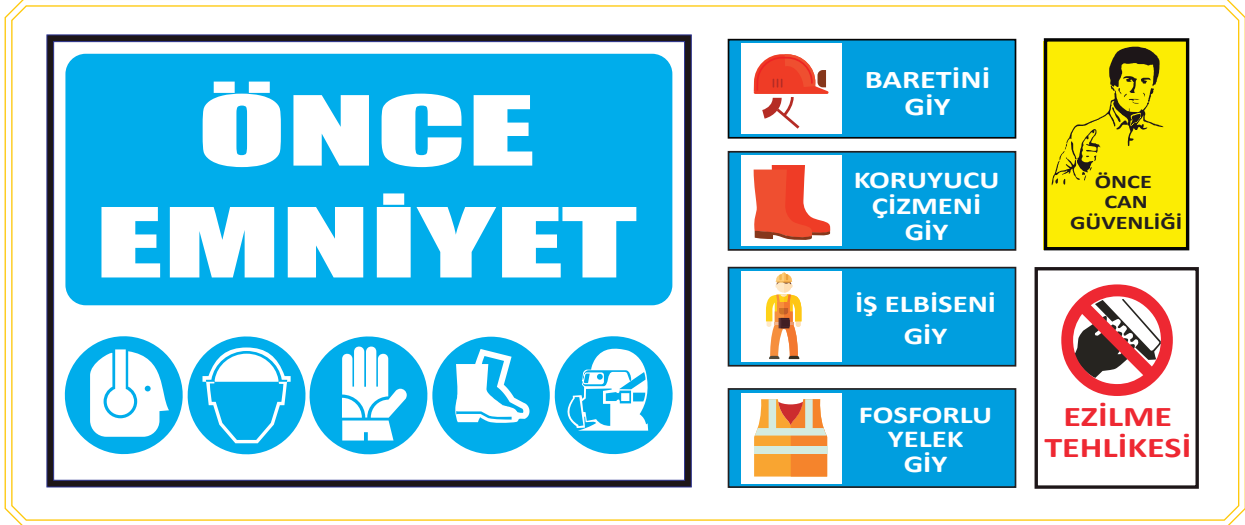 ÖNCE
EMNİYET
BARETİNİ
GİY
KORUYUCU
ÇİZMENİ
GİY
İŞ ELBİSENİ
GİY
FOSFORLU
YELEK
GİY
ÖNCE
CAN
GÜVENLİĞİ
EZİLME
TEHLİKESİ